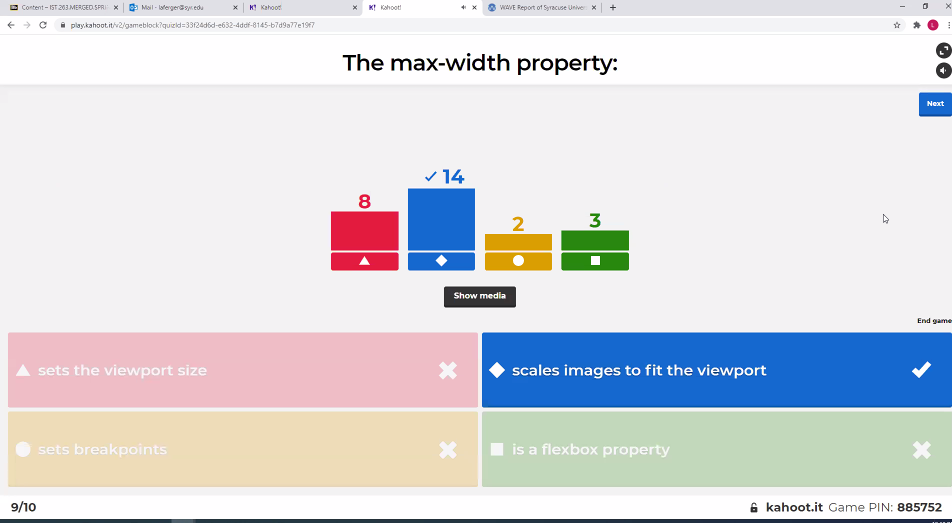 Content – IST.263.MERGED.SPRI
Mail – laferger@syr.edu
Kahoot!
Kahoot!
WAVE Report of Syracuse Univer
play.kahoot.it/v2/gameblock?quizId=33f24d6d-e632-4ddf-8145-b7d9a77e19f7
L
The max-width property:
Next
8
14
2
3
Show media
End game
sets the viewport size
scales images to fit the viewport
sets breakpoints
is a flexbox property
9/10
kahoot.it Game PIN: 885752